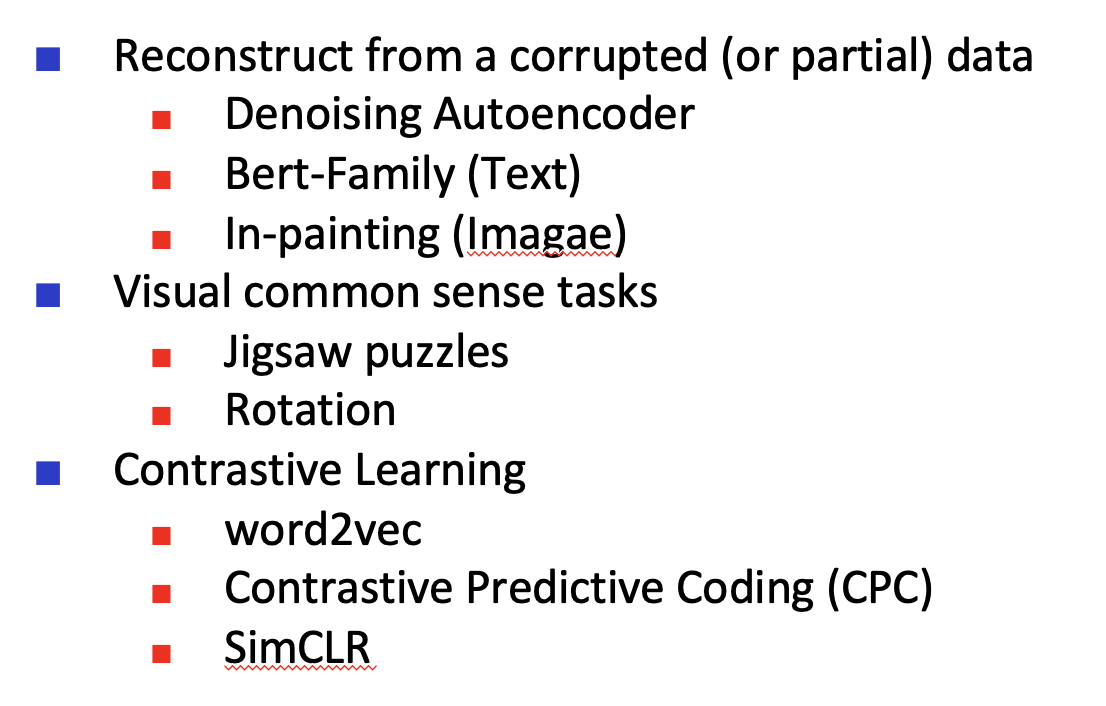 Reconstruct from a corrupted (or partial) data
Denoising Autoencoder
Bert-Family (Text)
In-painting (Imagae)
Visual common sense tasks
Jigsaw puzzles
Rotation
Contrastive Learning
word2vec
Contrastive Predictive Coding (CPC)
SimCLR